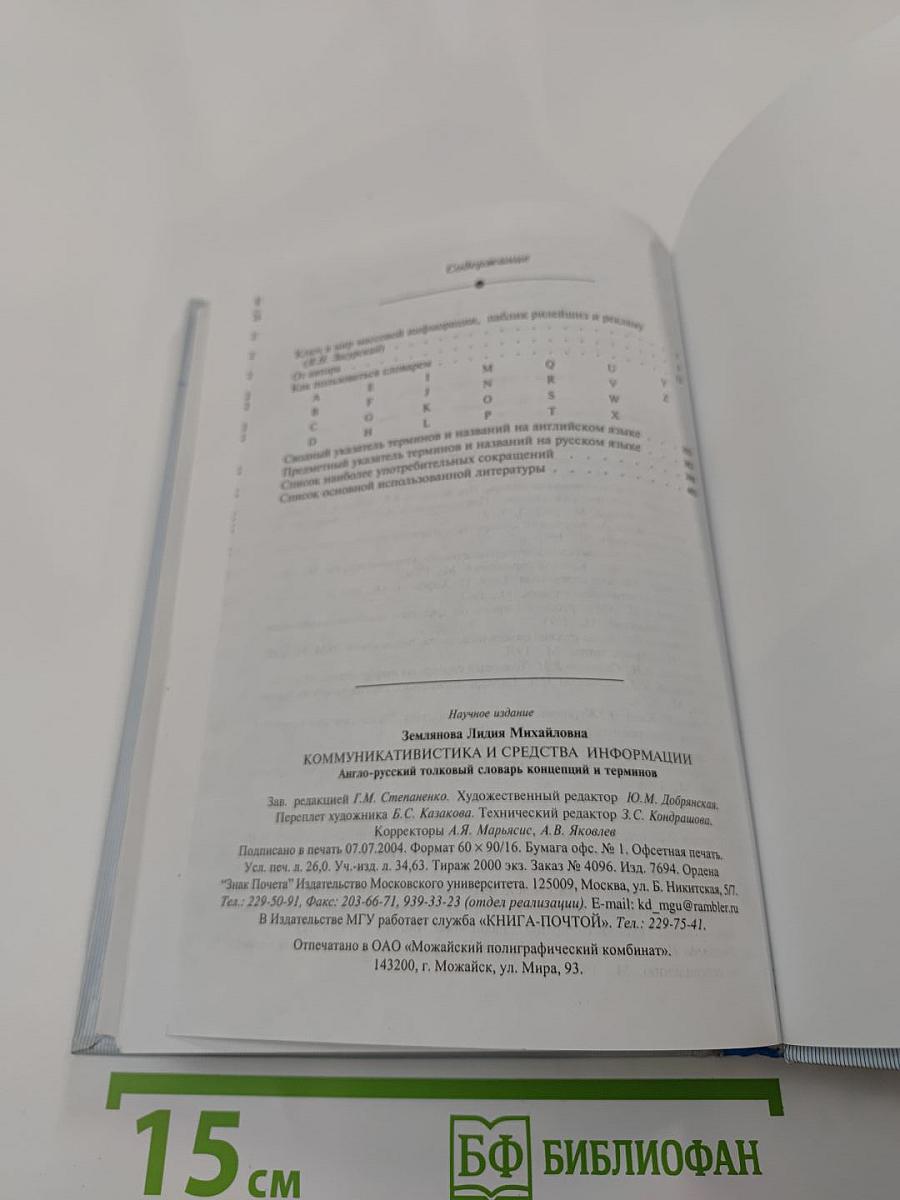 Содержание
Ключ в мир массовой информации, паблик рилейшнз и рекламу
(Я.Н. Засурский)
От автора
Как пользоваться словарем
A E I M Q U Y
B F J N R V Z
C G K O S W
D H L P T X
Сводный указатель терминов и названий на английском языке
Предметный указатель терминов и названий на русском языке
Список наиболее употребительных сокращений
Список основной использованной литературы
Научное издание
Землянова Лидия Михайловна
КОММУНИКАТИВИСТИКА И СРЕДСТВА ИНФОРМАЦИИ
Англо-русский толковый словарь концепций и терминов
Зав. редакцией Г.М. Степаненко. Художественный редактор Ю.М. Добрянская.
Переплет художника Б.С. Казакова. Технический редактор З.С. Кондрашова.
Корректоры А.Я. Марьясис, А.В. Яковлев
Подписано в печать 07.07.2004. Формат 60 × 90/16. Бумага офс. № 1. Офсетная печать.
Усл. печ. л. 26,0. Уч.-изд. л. 34,63. Тираж 2000 экз. Заказ № 4096. Изд. 7694. Ордена
“Знак Почета” Издательство Московского университета. 125009, Москва, ул. Б. Никитская, 5/7.
Тел.: 229-50-91, Факс: 203-66-71, 939-33-23 (отдел реализации). E-mail: kd_mgu@rambler.ru
В Издательстве МГУ работает служба «КНИГА-ПОЧТОЙ». Тел.: 229-75-41.
Отпечатано в ОАО «Можайский полиграфический комбинат».
143200, г. Можайск, ул. Мира, 93.
15 см
БФ БИБЛИОФАН